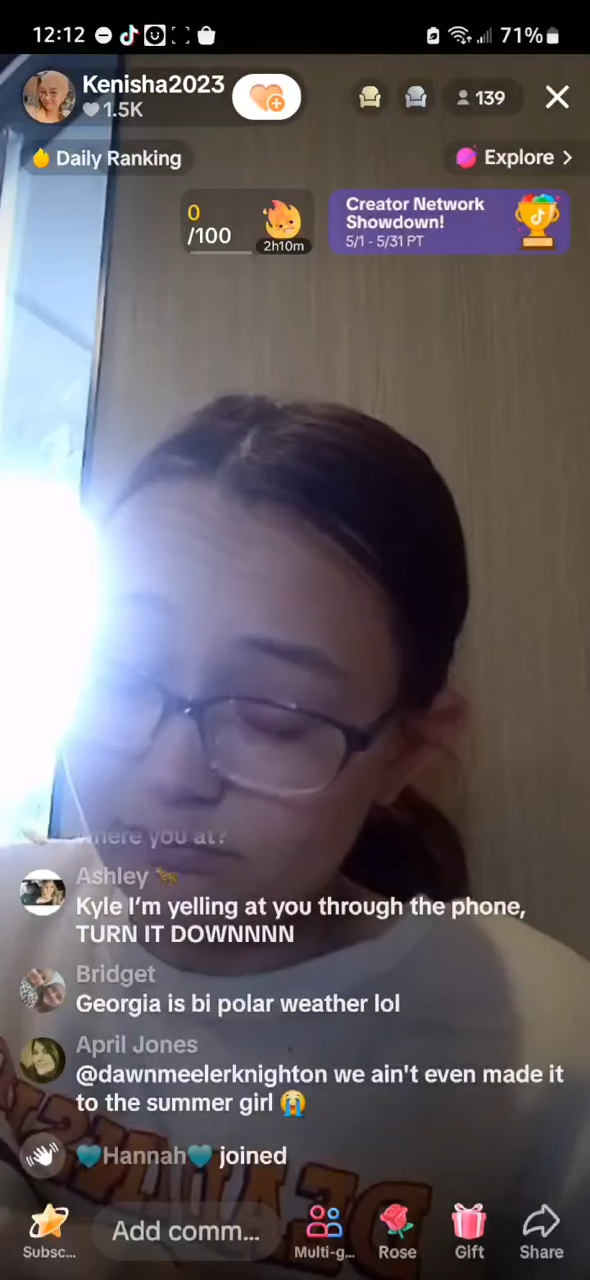 12:12
71%
Kenisha2023
1.5K
139
Daily Ranking
Explore >
0
/100
2h10m
Creator Network
Showdown!
5/1 - 5/31 PT
where you at?
Ashley 🐆
Kyle I'm yelling at you through the phone,
TURN IT DOWNNNN
Bridget
Georgia is bi polar weather lol
April Jones
@dawnmeelerknighton we ain't even made it
to the summer girl 😭
🩵Hannah🩵 joined
Subsc...
Add comm...
Multi-g...
Rose
Gift
Share